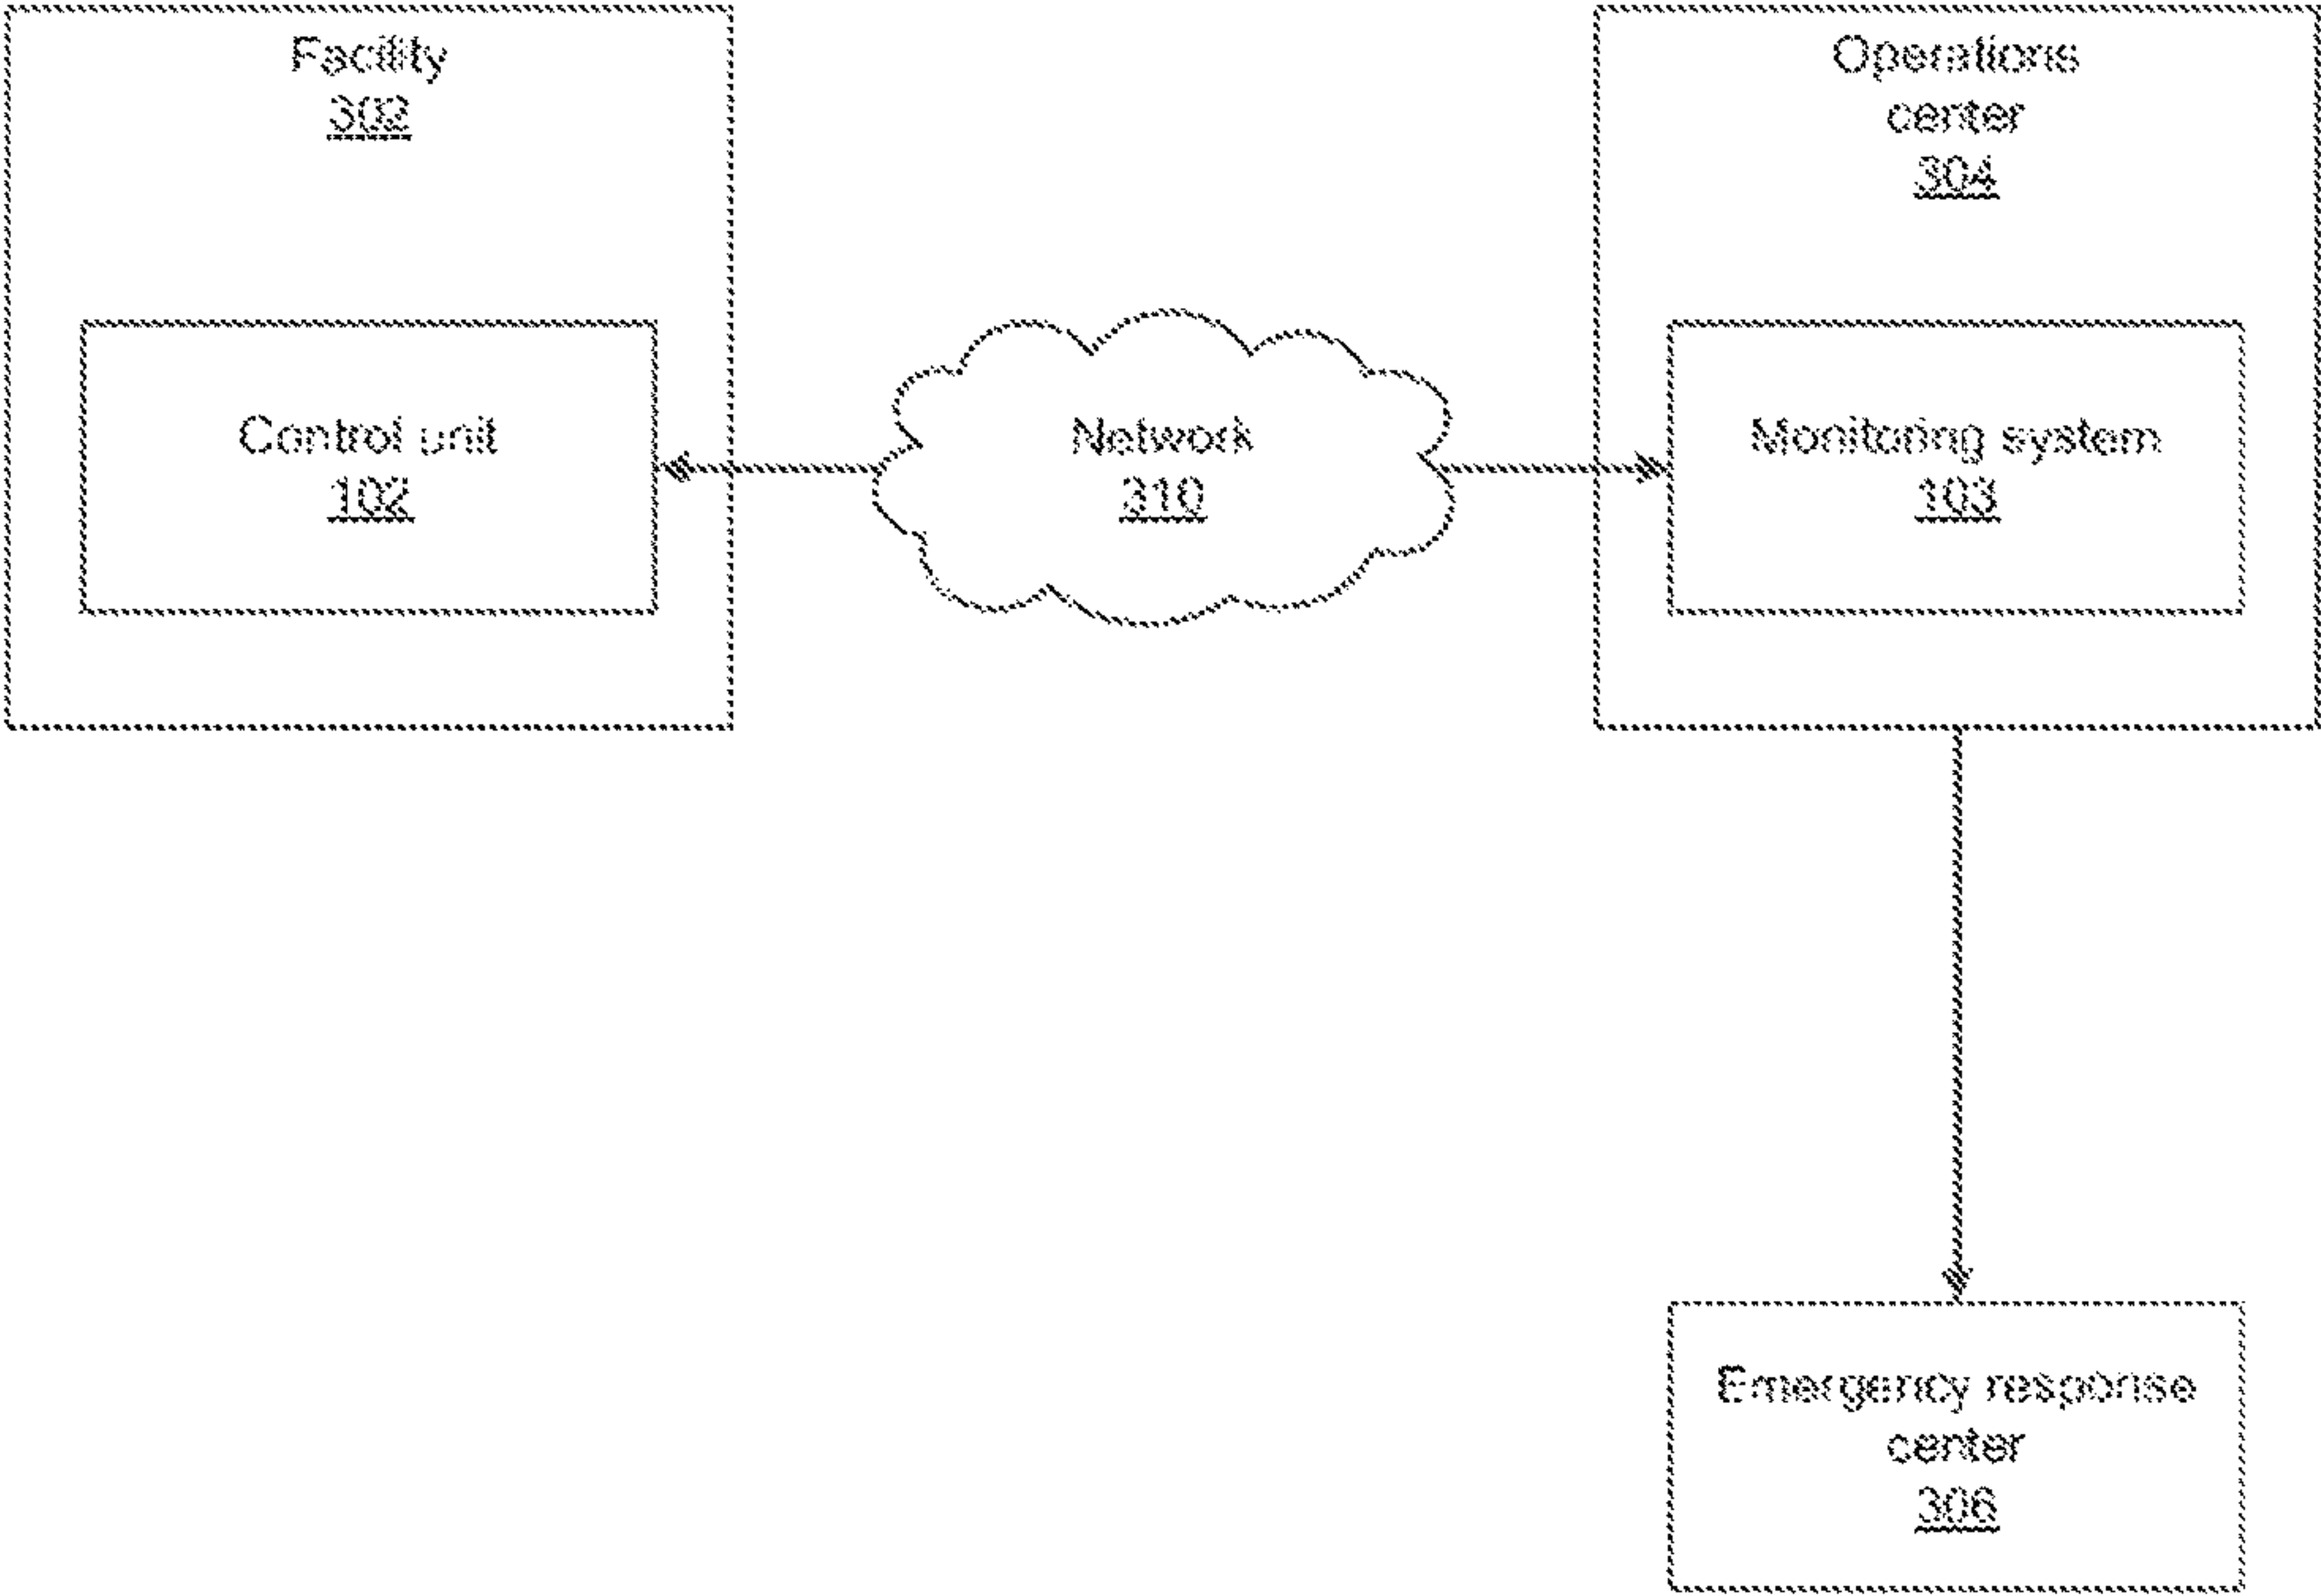 Facility
302
Operations
center
304
Control unit
102
Network
310
Monitoring system
103
Emergency response
center
306